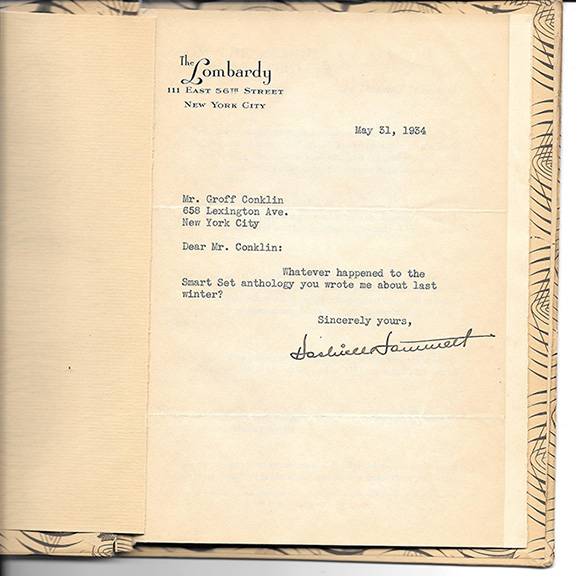 The Lombardy
111 East 56th Street
New York City
May 31, 1934
Mr. Groff Conklin
658 Lexington Ave.
New York City
Dear Mr. Conklin:
Whatever happened to the
Smart Set anthology you wrote me about last
winter?
Sincerely yours,
Dashiell Hammett